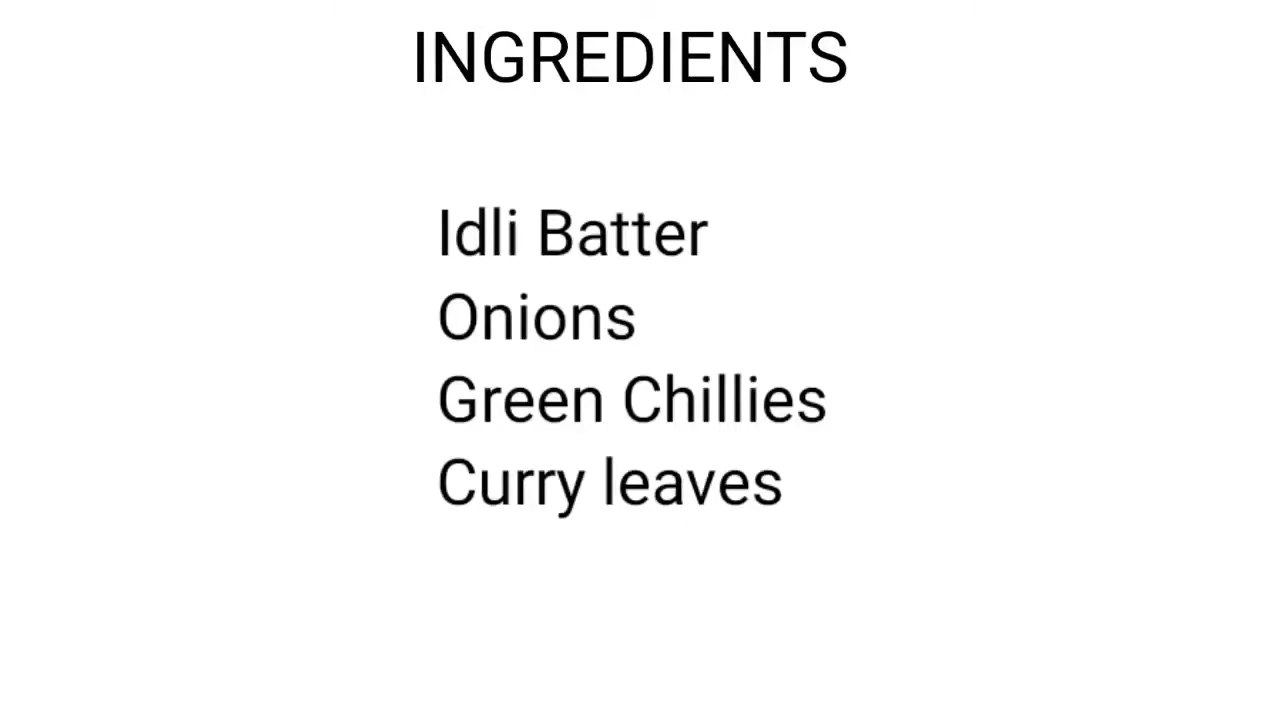 INGREDIENTS
Idli Batter
Onions
Green Chillies
Curry leaves